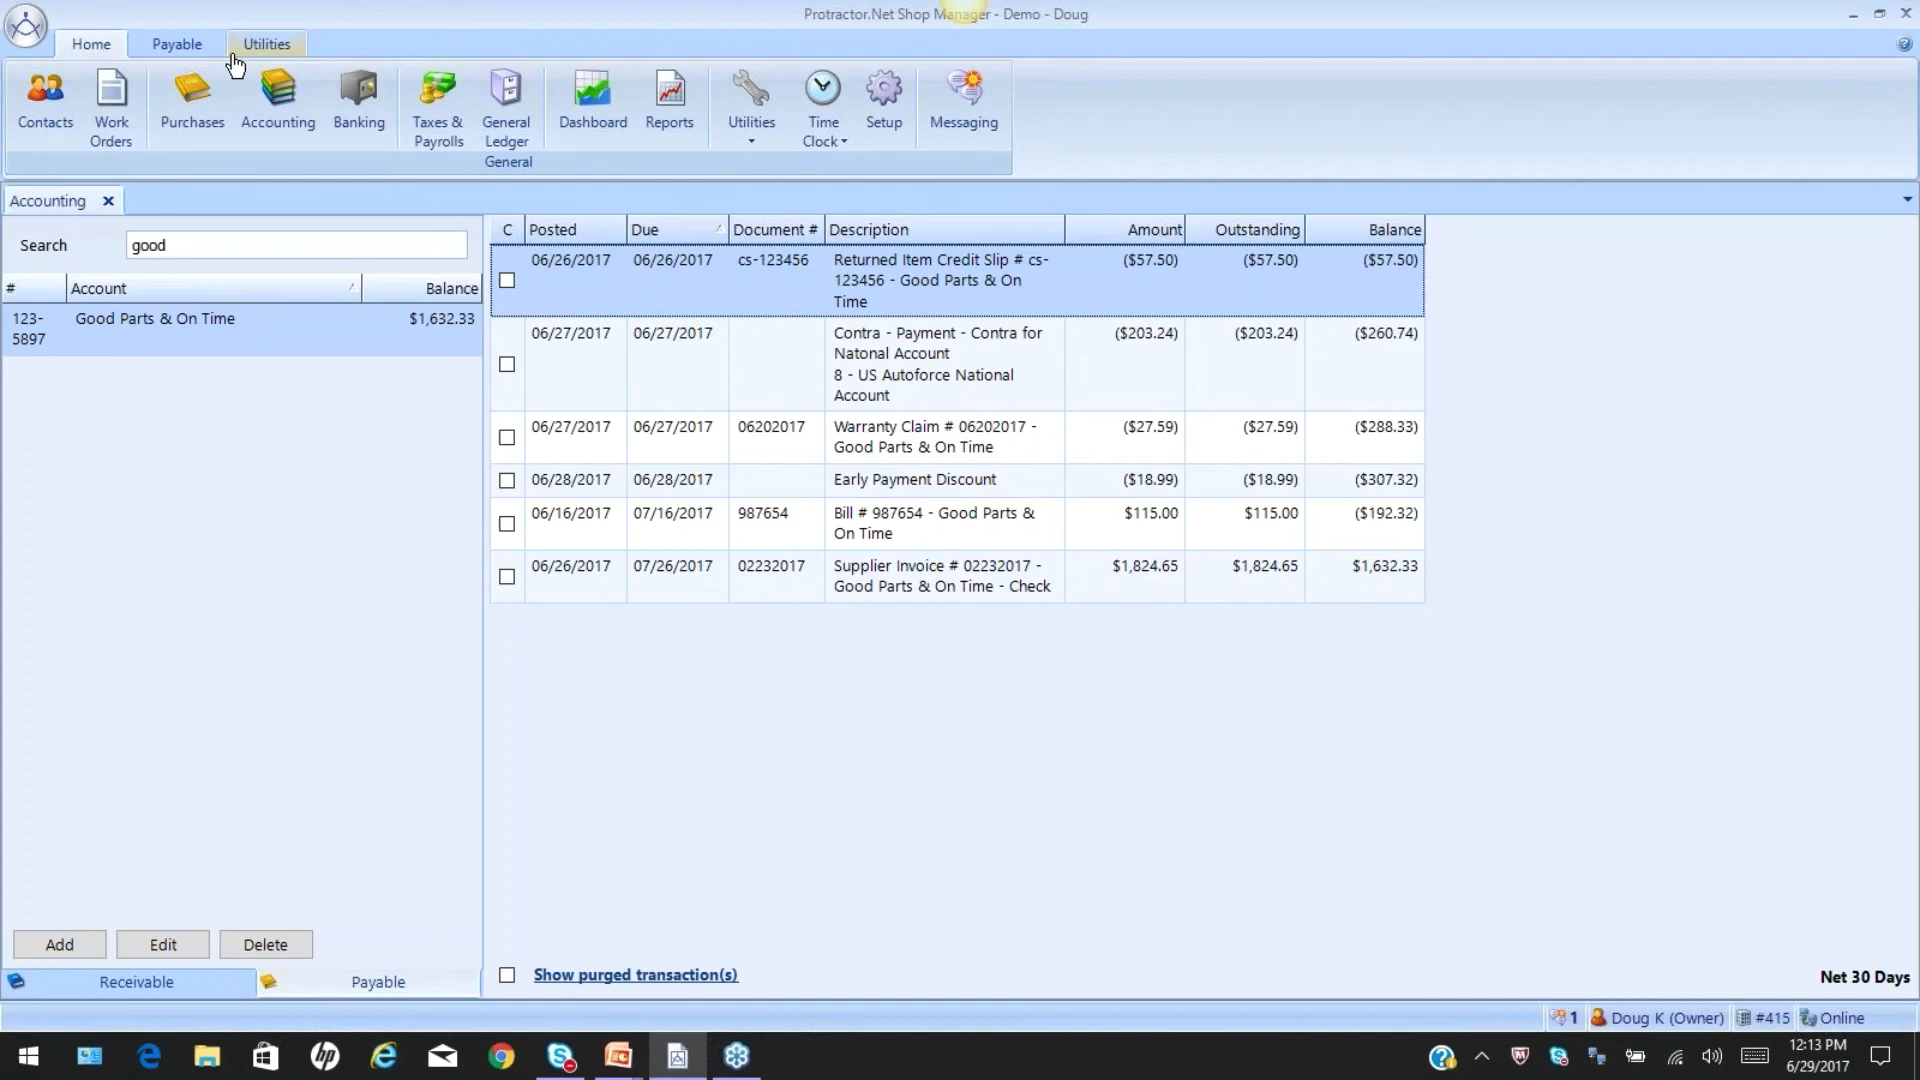 Protractor.Net Shop Manager - Demo - Doug
Home
Payable
Utilities
Contacts
Work
Orders
Purchases
Accounting
Banking
Taxes &
Payrolls
General
Ledger
Dashboard
Reports
Utilities
Time
Clock
Setup
Messaging
General
Accounting
Search
good
# Account Balance
123-
5897
Good Parts & On Time
$1,632.33
C Posted Due Document # Description Amount Outstanding Balance
06/26/2017 06/26/2017 cs-123456 Returned Item Credit Slip # cs- ($57.50) ($57.50) ($57.50)
123456 - Good Parts & On
Time
06/27/2017 06/27/2017 Contra - Payment - Contra for ($203.24) ($203.24) ($260.74)
Natonal Account
8 - US Autoforce National
Account
06/27/2017 06/27/2017 06202017 Warranty Claim # 06202017 - ($27.59) ($27.59) ($288.33)
Good Parts & On Time
06/28/2017 06/28/2017 Early Payment Discount ($18.99) ($18.99) ($307.32)
06/16/2017 07/16/2017 987654 Bill # 987654 - Good Parts & $115.00 $115.00 ($192.32)
On Time
06/26/2017 07/26/2017 02232017 Supplier Invoice # 02232017 - $1,824.65 $1,824.65 $1,632.33
Good Parts & On Time - Check
Add
Edit
Delete
Receivable
Payable
Show purged transaction(s)
Net 30 Days
1
Doug K (Owner)
#415
Online
12:13 PM
6/29/2017